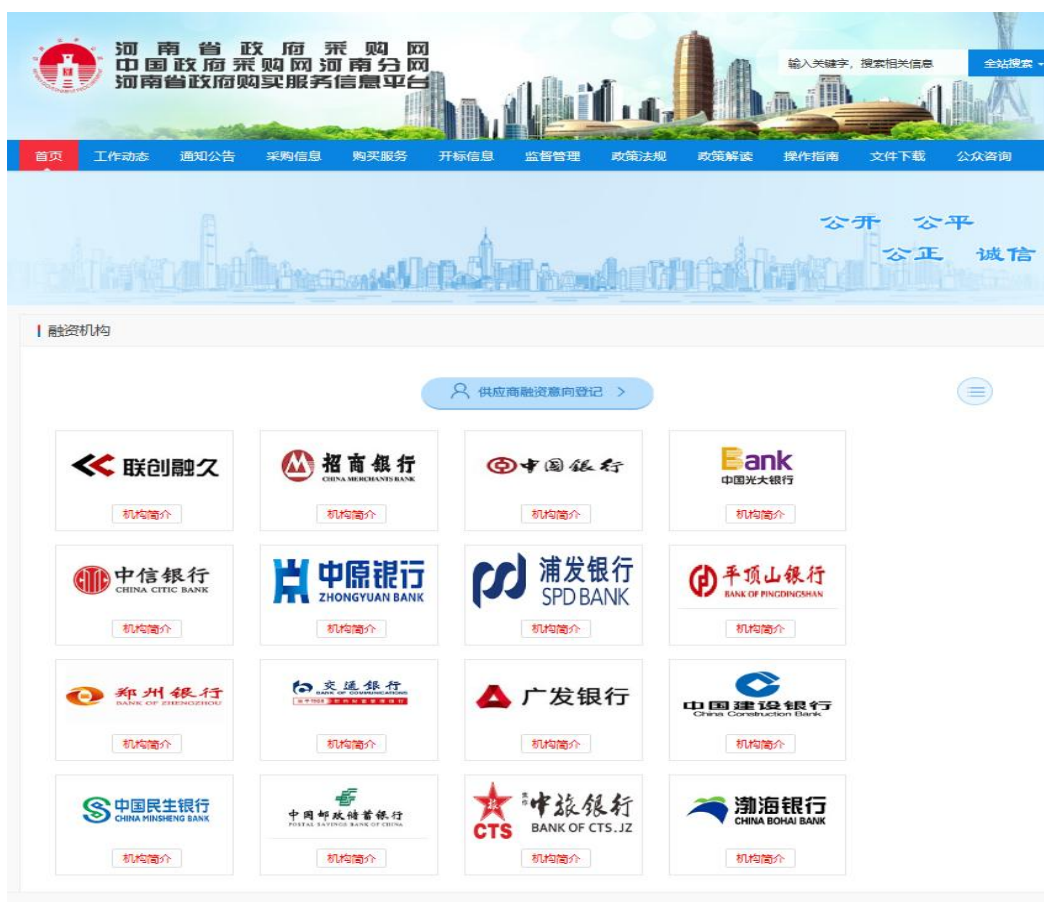 河南省政府采购网
中国政府采购网河南分网
河南省政府购买服务信息平台
输入关键字，搜索相关信息
全站搜索
首页 工作动态 通知公告 采购信息 购买服务 开标信息 监督管理 政策法规 政策解读 操作指南 文件下载 公众咨询
公开 公平
公正 诚信
融资机构
供应商融资意向登记 >
联创融久
机构简介
招商银行
CHINA MERCHANTS BANK
机构简介
中国银行
机构简介
Bank
中国光大银行
机构简介
中信银行
CHINA CITIC BANK
机构简介
中原银行
ZHONGYUAN BANK
机构简介
浦发银行
SPD BANK
机构简介
平顶山银行
BANK OF PINGDINGSHAN
机构简介
郑州银行
BANK OF ZHENGZHOU
机构简介
交通银行
BANK OF COMMUNICATIONS
机构简介
广发银行
机构简介
中国建设银行
China Construction Bank
机构简介
中国民生银行
CHINA MINSHENG BANK
机构简介
中国邮政储蓄银行
POSTAL SAVINGS BANK OF CHINA
机构简介
旅
CTS
焦作
中旅银行
BANK OF CTS.JZ
机构简介
渤海银行
CHINA BOHAI BANK
机构简介